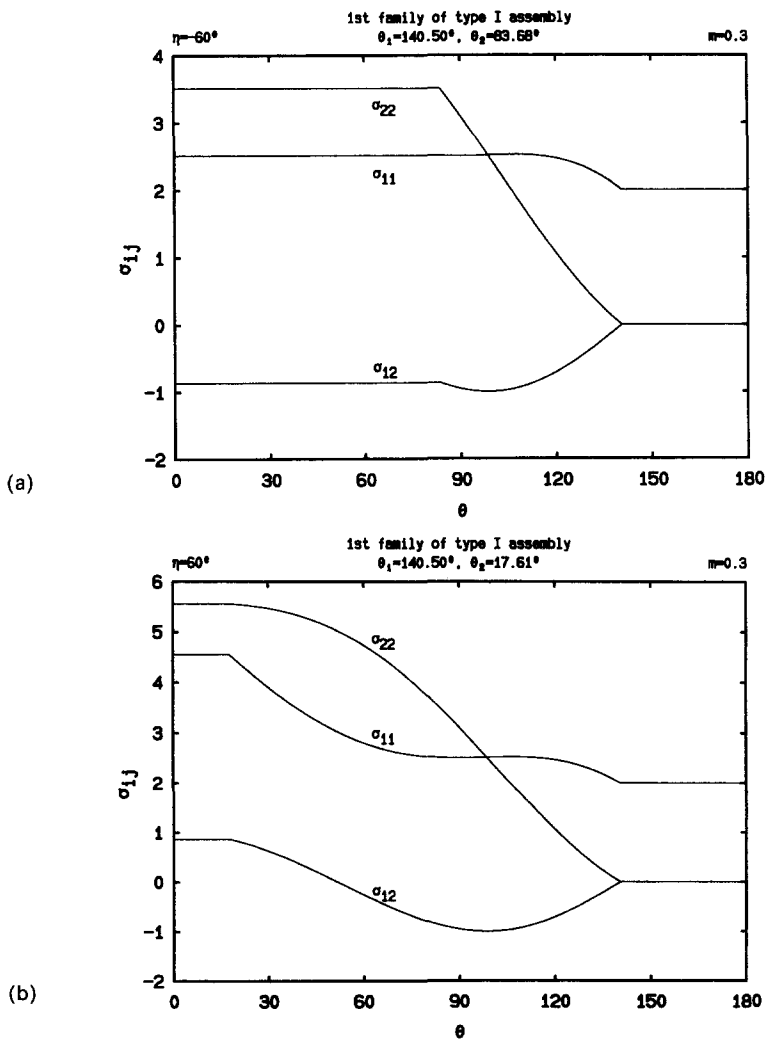 1st family of type I assembly
η=-60° θ₁=140.50°, θ₂=83.68° m=0.3
4
3
2
1
0
-1
-2
σ₂₂
σ₁₁
σ₁₂
σᵢⱼ
0 30 60 90 120 150 180
θ
(a)
1st family of type I assembly
η=60° θ₁=140.50°, θ₂=17.61° m=0.3
6
5
4
3
2
1
0
-1
-2
σ₂₂
σ₁₁
σ₁₂
σᵢⱼ
0 30 60 90 120 150 180
θ
(b)